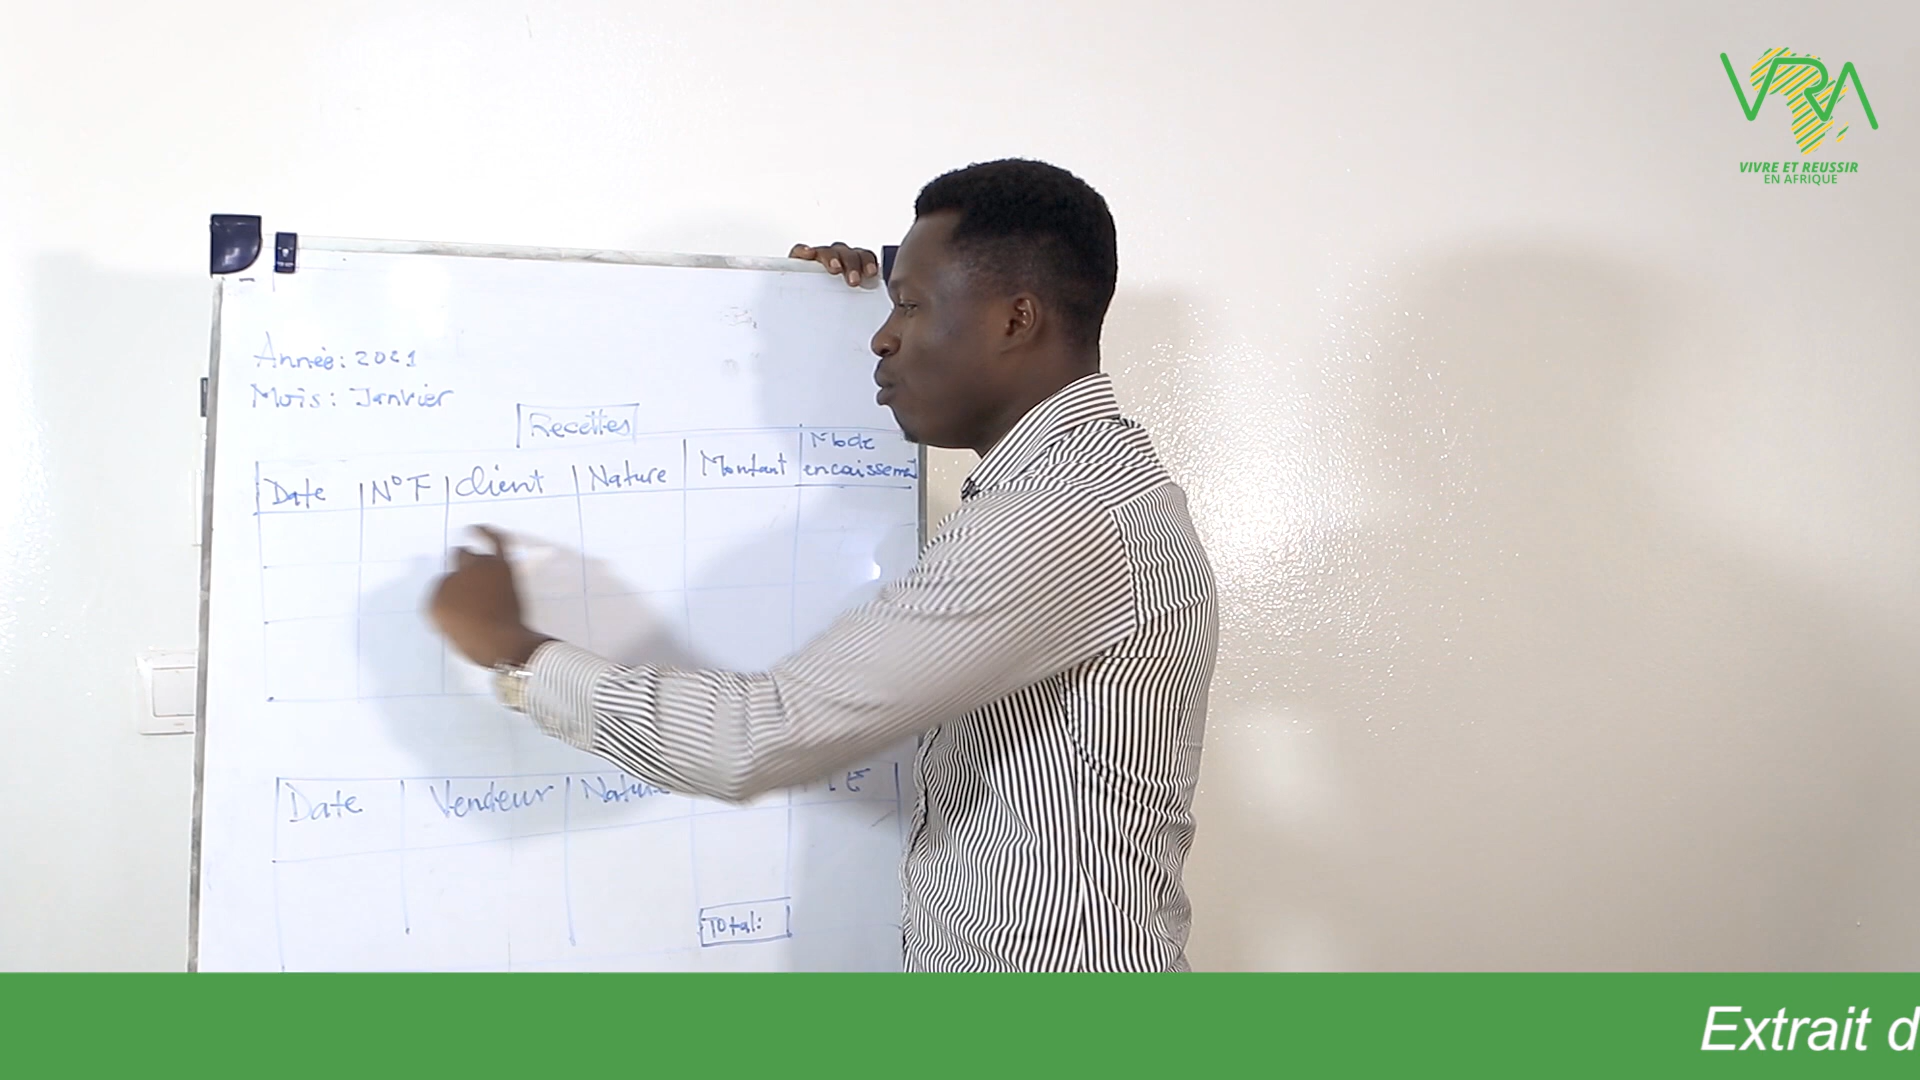 VRA
VIVRE ET REUSSIR
EN AFRIQUE
Année: 2021
Mois: Janvier
Recettes
Date N°F Client Nature Montant Mode encaissement
Date Vendeur Nature
Total:
Extrait d